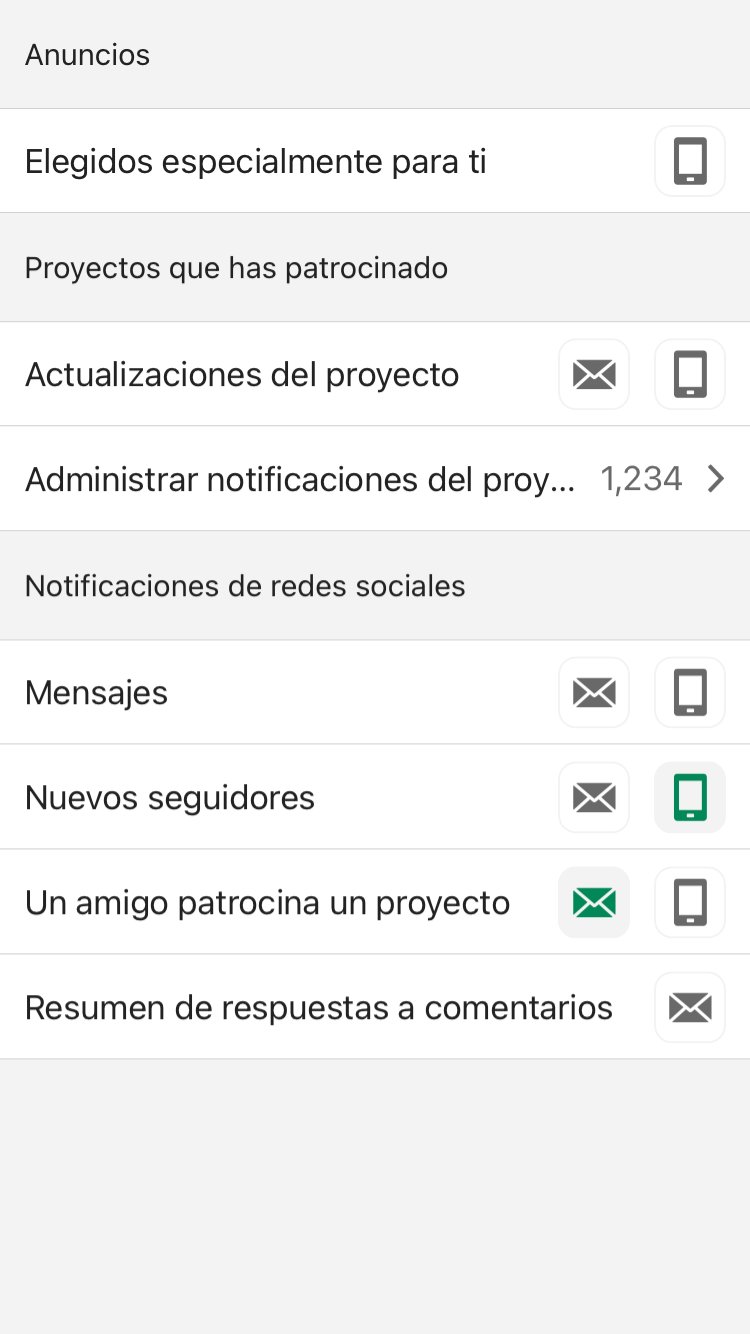 Anuncios
Elegidos especialmente para ti
Proyectos que has patrocinado
Actualizaciones del proyecto
Administrar notificaciones del proy... 1,234
Notificaciones de redes sociales
Mensajes
Nuevos seguidores
Un amigo patrocina un proyecto
Resumen de respuestas a comentarios